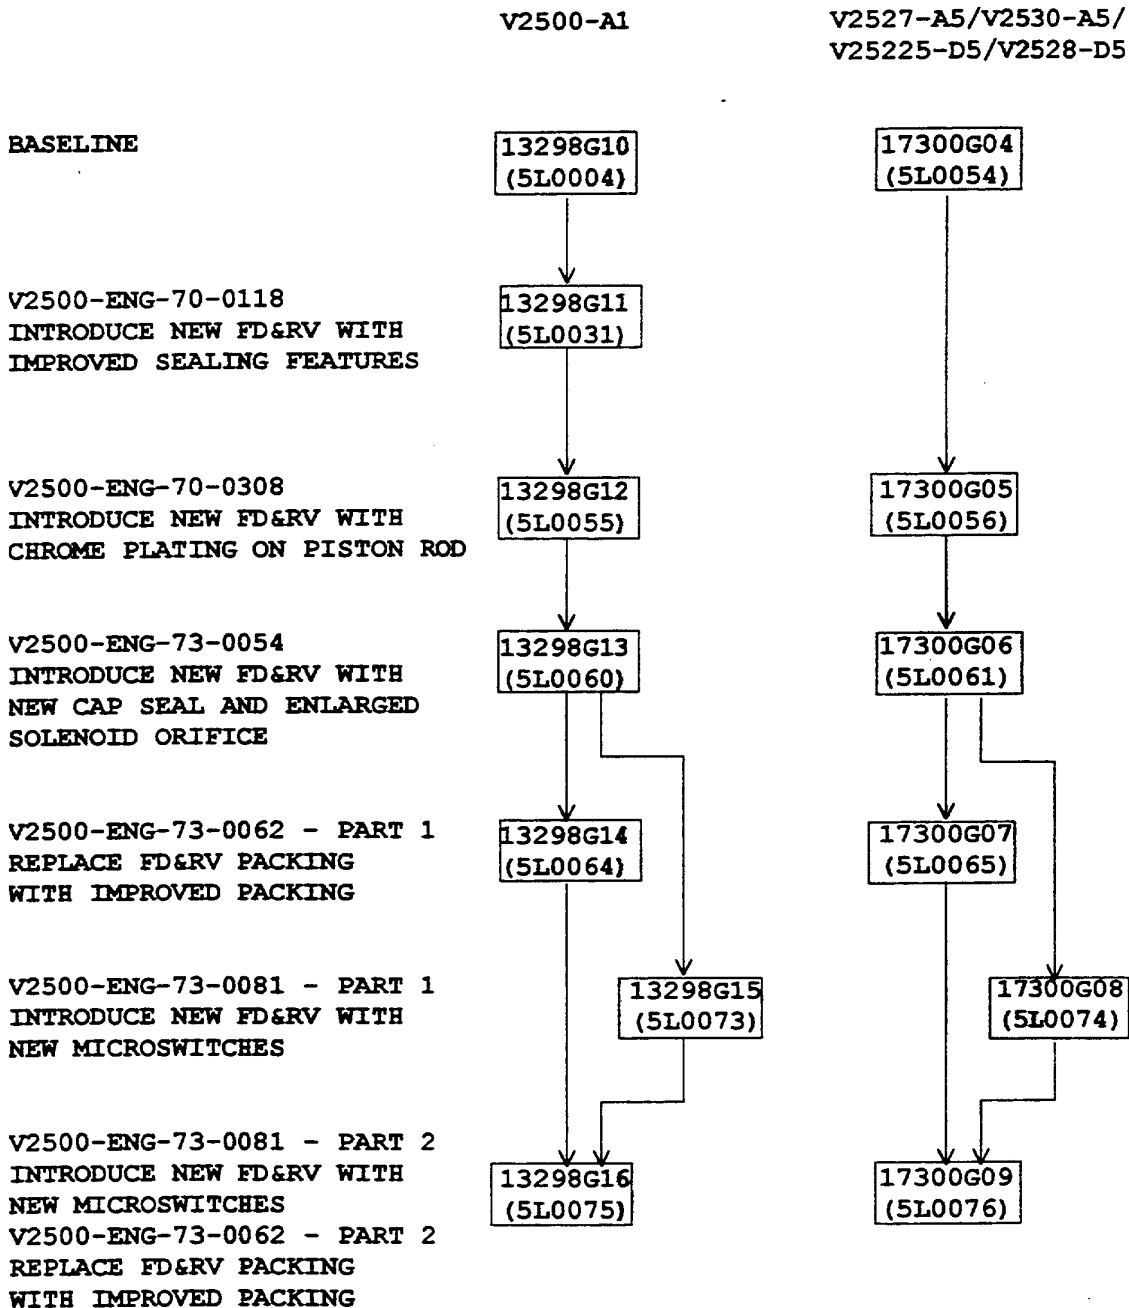 V2500-A1
V2527-A5/V2530-A5/
V25225-D5/V2528-D5
BASELINE
13298G10
(5L0004)
17300G04
(5L0054)
V2500-ENG-70-0118
INTRODUCE NEW FD&RV WITH
IMPROVED SEALING FEATURES
13298G11
(5L0031)
V2500-ENG-70-0308
INTRODUCE NEW FD&RV WITH
CHROME PLATING ON PISTON ROD
13298G12
(5L0055)
17300G05
(5L0056)
V2500-ENG-73-0054
INTRODUCE NEW FD&RV WITH
NEW CAP SEAL AND ENLARGED
SOLENOID ORIFICE
13298G13
(5L0060)
17300G06
(5L0061)
V2500-ENG-73-0062 - PART 1
REPLACE FD&RV PACKING
WITH IMPROVED PACKING
13298G14
(5L0064)
17300G07
(5L0065)
V2500-ENG-73-0081 - PART 1
INTRODUCE NEW FD&RV WITH
NEW MICROSWITCHES
13298G15
(5L0073)
17300G08
(5L0074)
V2500-ENG-73-0081 - PART 2
INTRODUCE NEW FD&RV WITH
NEW MICROSWITCHES
V2500-ENG-73-0062 - PART 2
REPLACE FD&RV PACKING
WITH IMPROVED PACKING
13298G16
(5L0075)
17300G09
(5L0076)